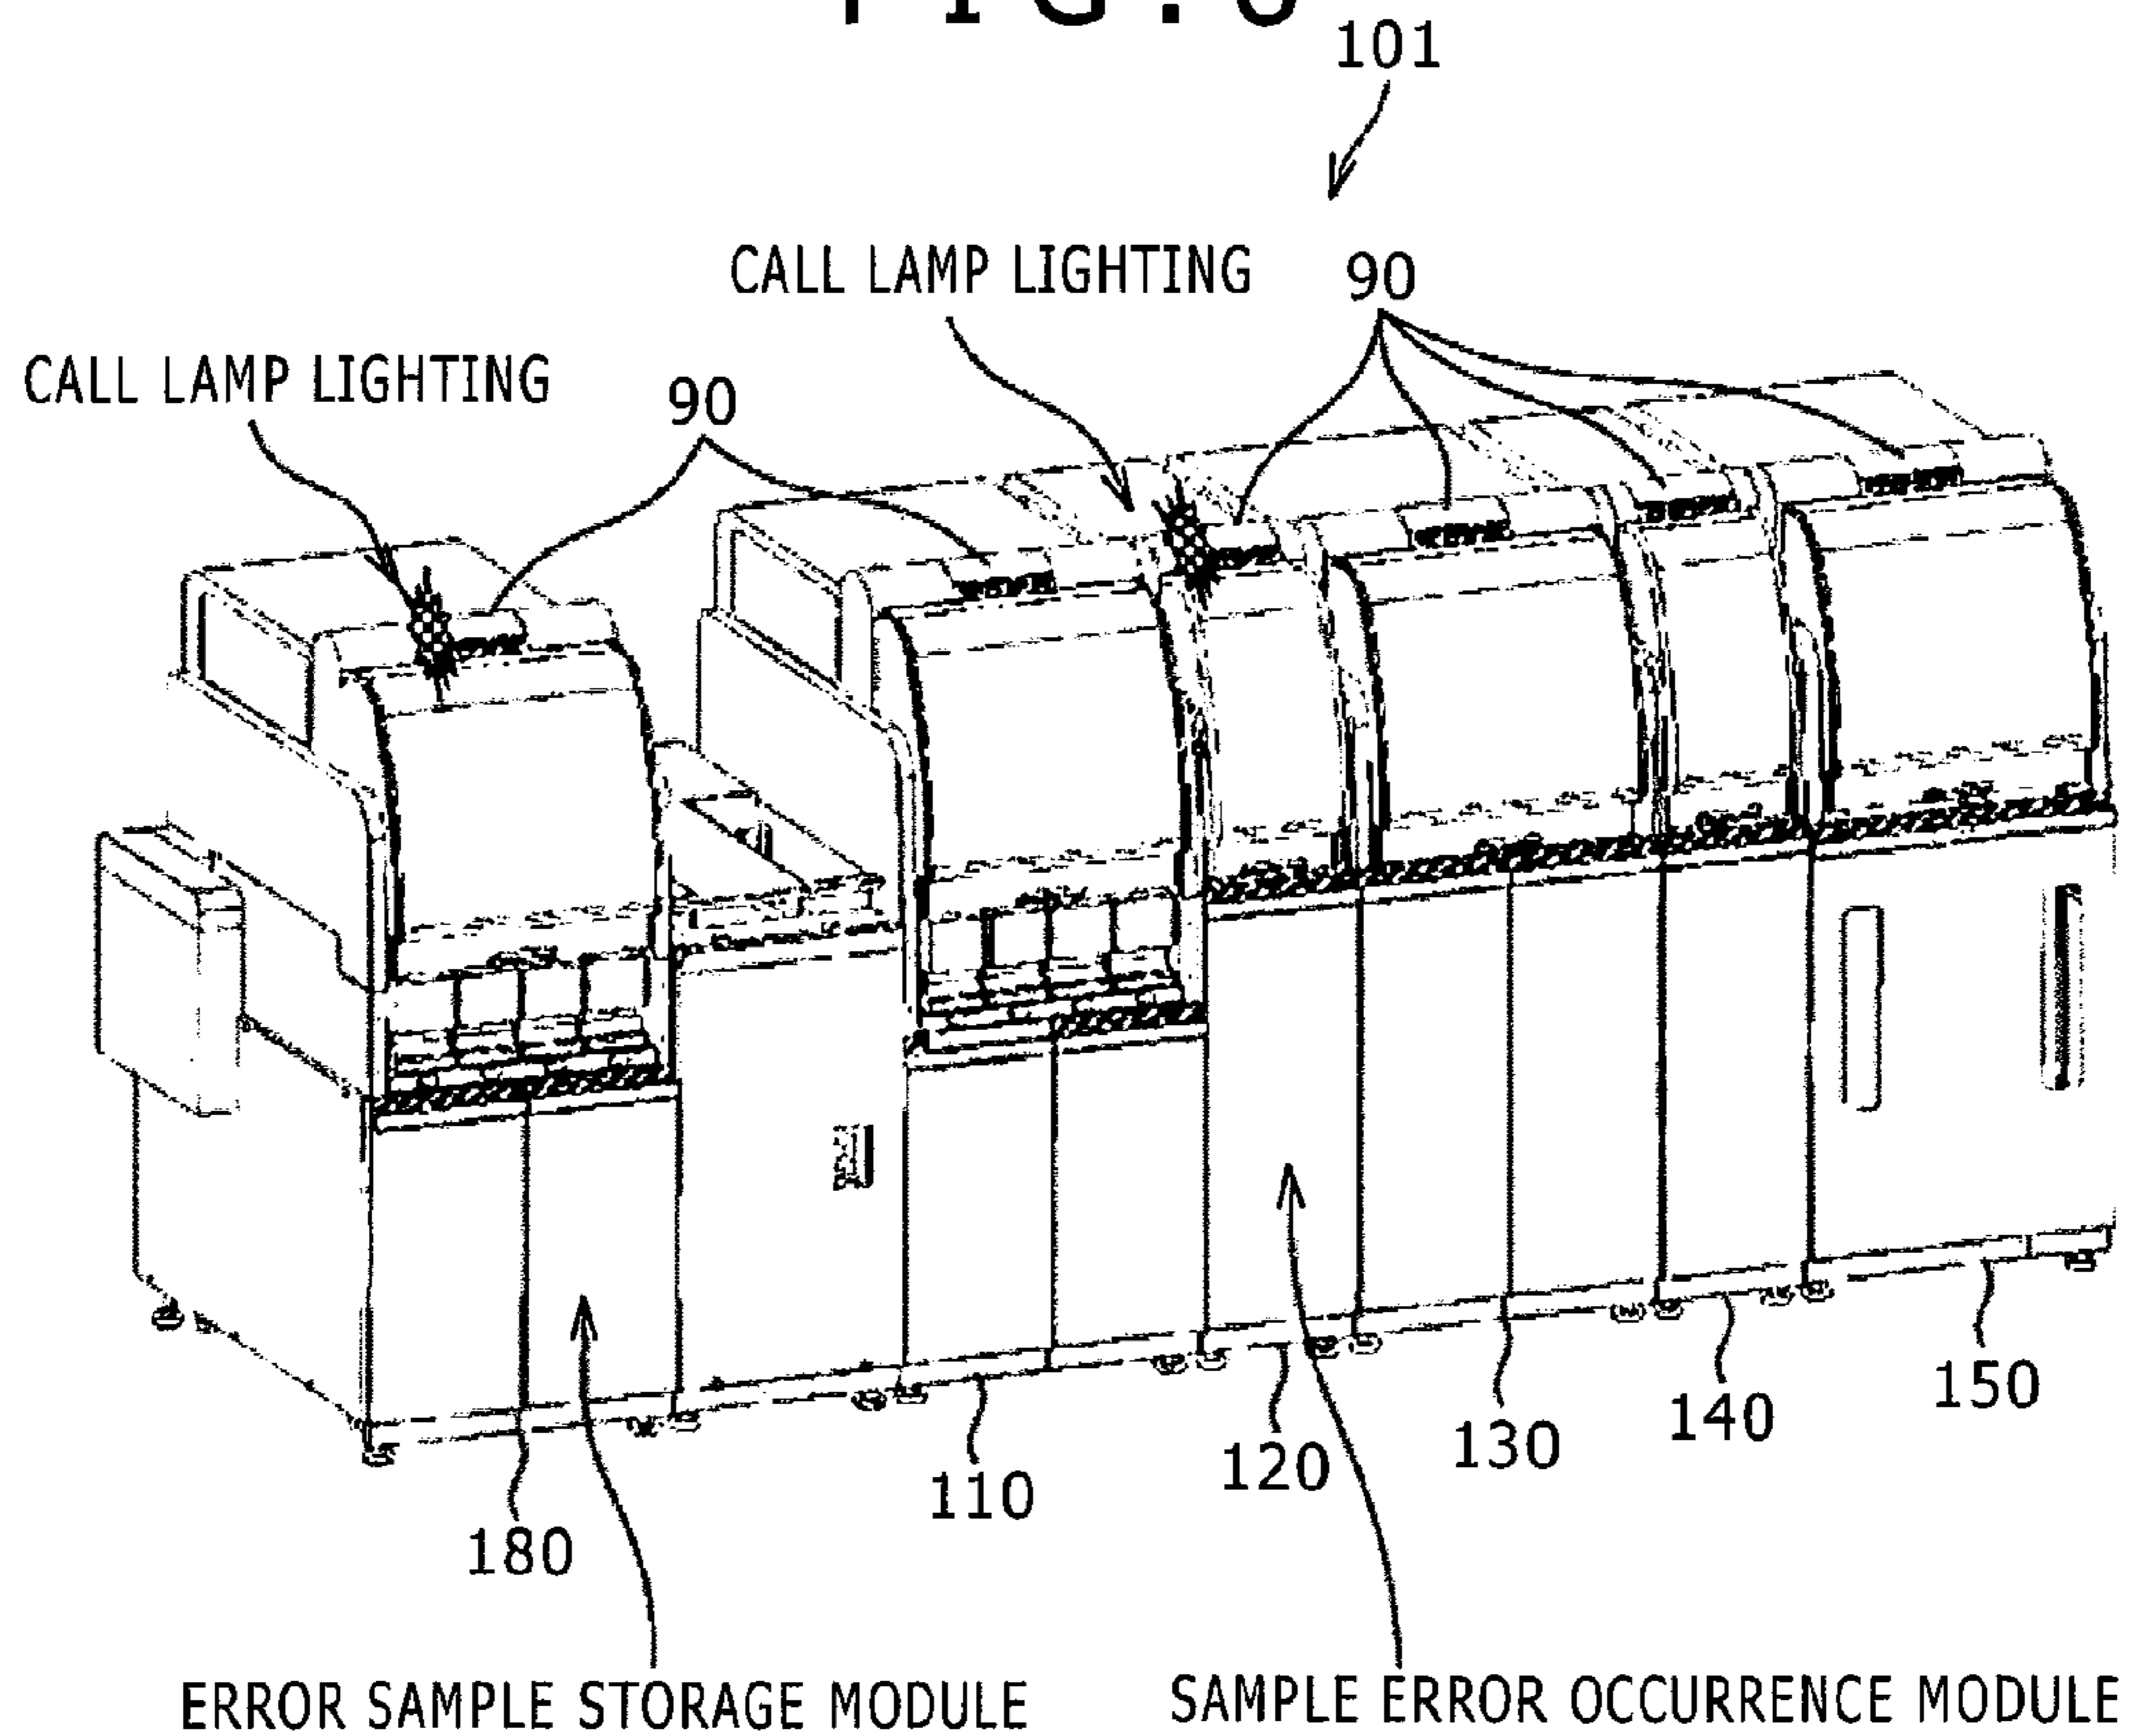 101
CALL LAMP LIGHTING
90
CALL LAMP LIGHTING
90
110
120
130
140
150
180
ERROR SAMPLE STORAGE MODULE
SAMPLE ERROR OCCURRENCE MODULE